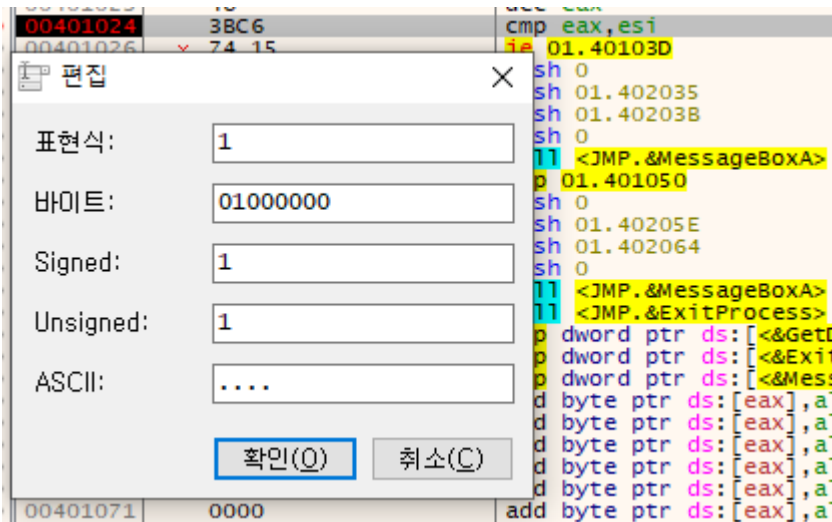 00401024 3BC6 cmp eax,esi
00401026 74 15 je 01.40103D
편집
표현식: 1
바이트: 01000000
Signed: 1
Unsigned: 1
ASCII: ....
확인(O) 취소(C)
sh 0
sh 01.402035
sh 01.40203B
sh 0
ll <JMP.&MessageBoxA>
p 01.401050
sh 0
sh 01.40205E
sh 01.402064
sh 0
ll <JMP.&MessageBoxA>
ll <JMP.&ExitProcess>
p dword ptr ds:[<&GetD
p dword ptr ds:[<&Exit
p dword ptr ds:[<&Mess
d byte ptr ds:[eax],a
d byte ptr ds:[eax],a
d byte ptr ds:[eax],a
d byte ptr ds:[eax],a
d byte ptr ds:[eax],a
00401071 0000 add byte ptr ds:[eax],a